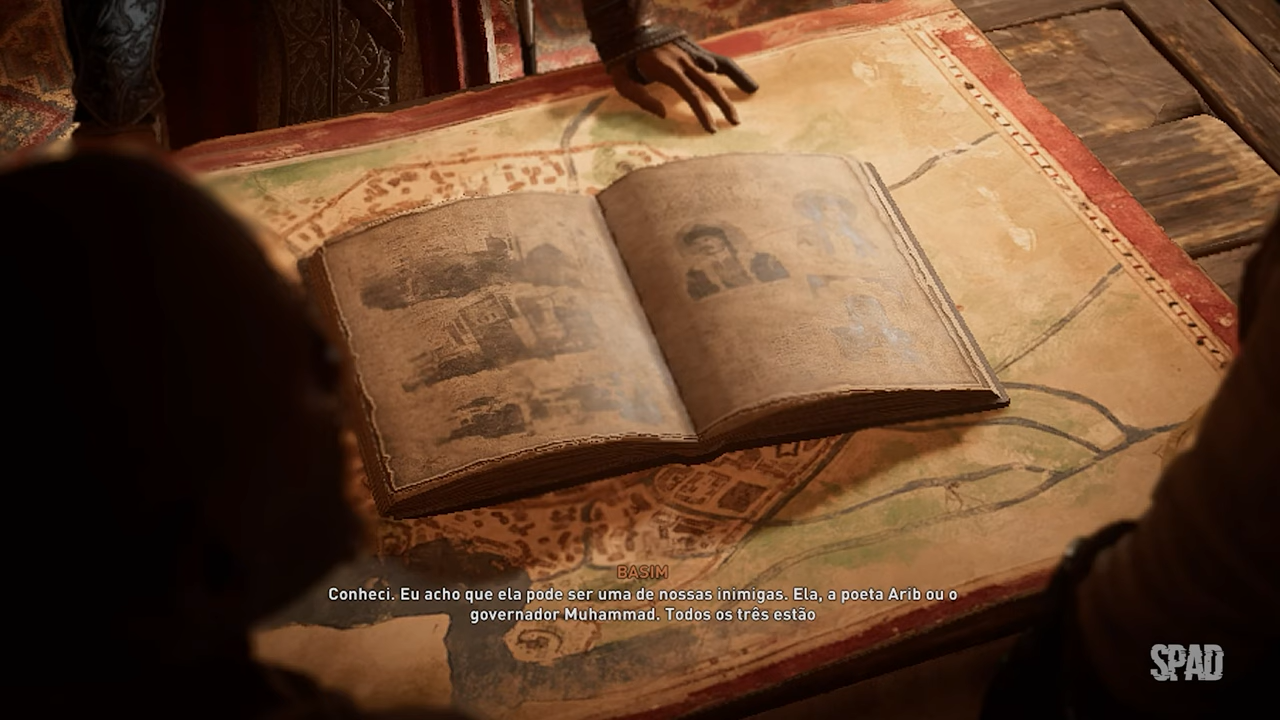 BASIM
Conheci. Eu acho que ela pode ser uma de nossas inimigas. Ela, a poeta Arib ou o
governador Muhammad. Todos os três estão
SPAD